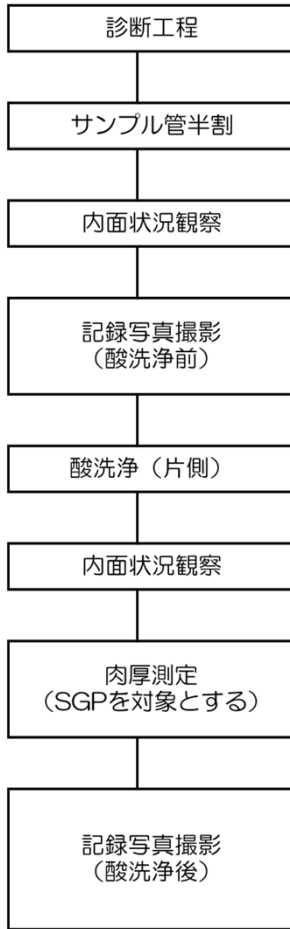 診断工程
サンプル管半割
内面状況観察
記録写真撮影
（酸洗浄前）
酸洗浄（片側）
内面状況観察
肉厚測定
（SGPを対象とする）
記録写真撮影
（酸洗浄後）